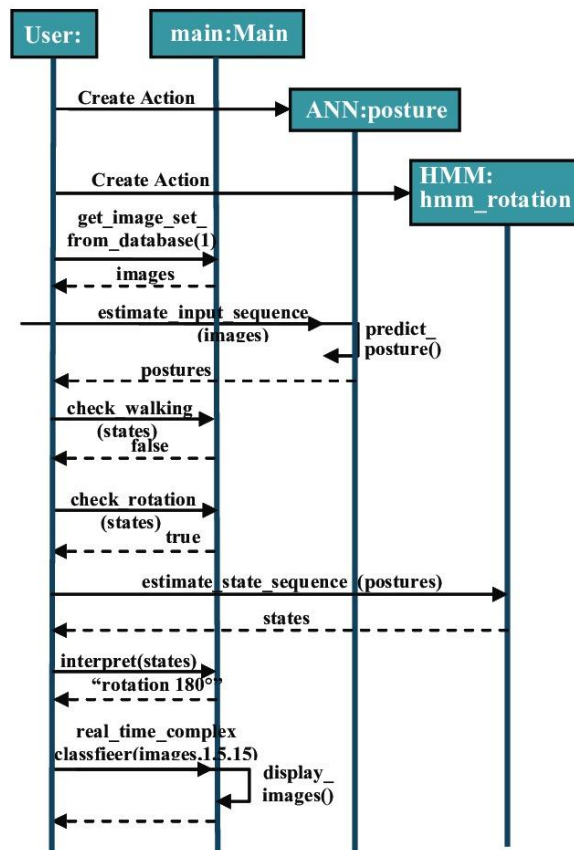 User:
main:Main
Create Action
ANN:posture
Create Action
HMM:
hmm_rotation
get_image_set_
from_database(1)
images
estimate_input_sequence
(images)
predict_
posture()
postures
check_walking
(states)
false
check_rotation
(states)
true
estimate_state_sequence (postures)
states
interpret(states)
“rotation 180°”
real_time_complex
classfieer(images,1,5,15)
display_
images()